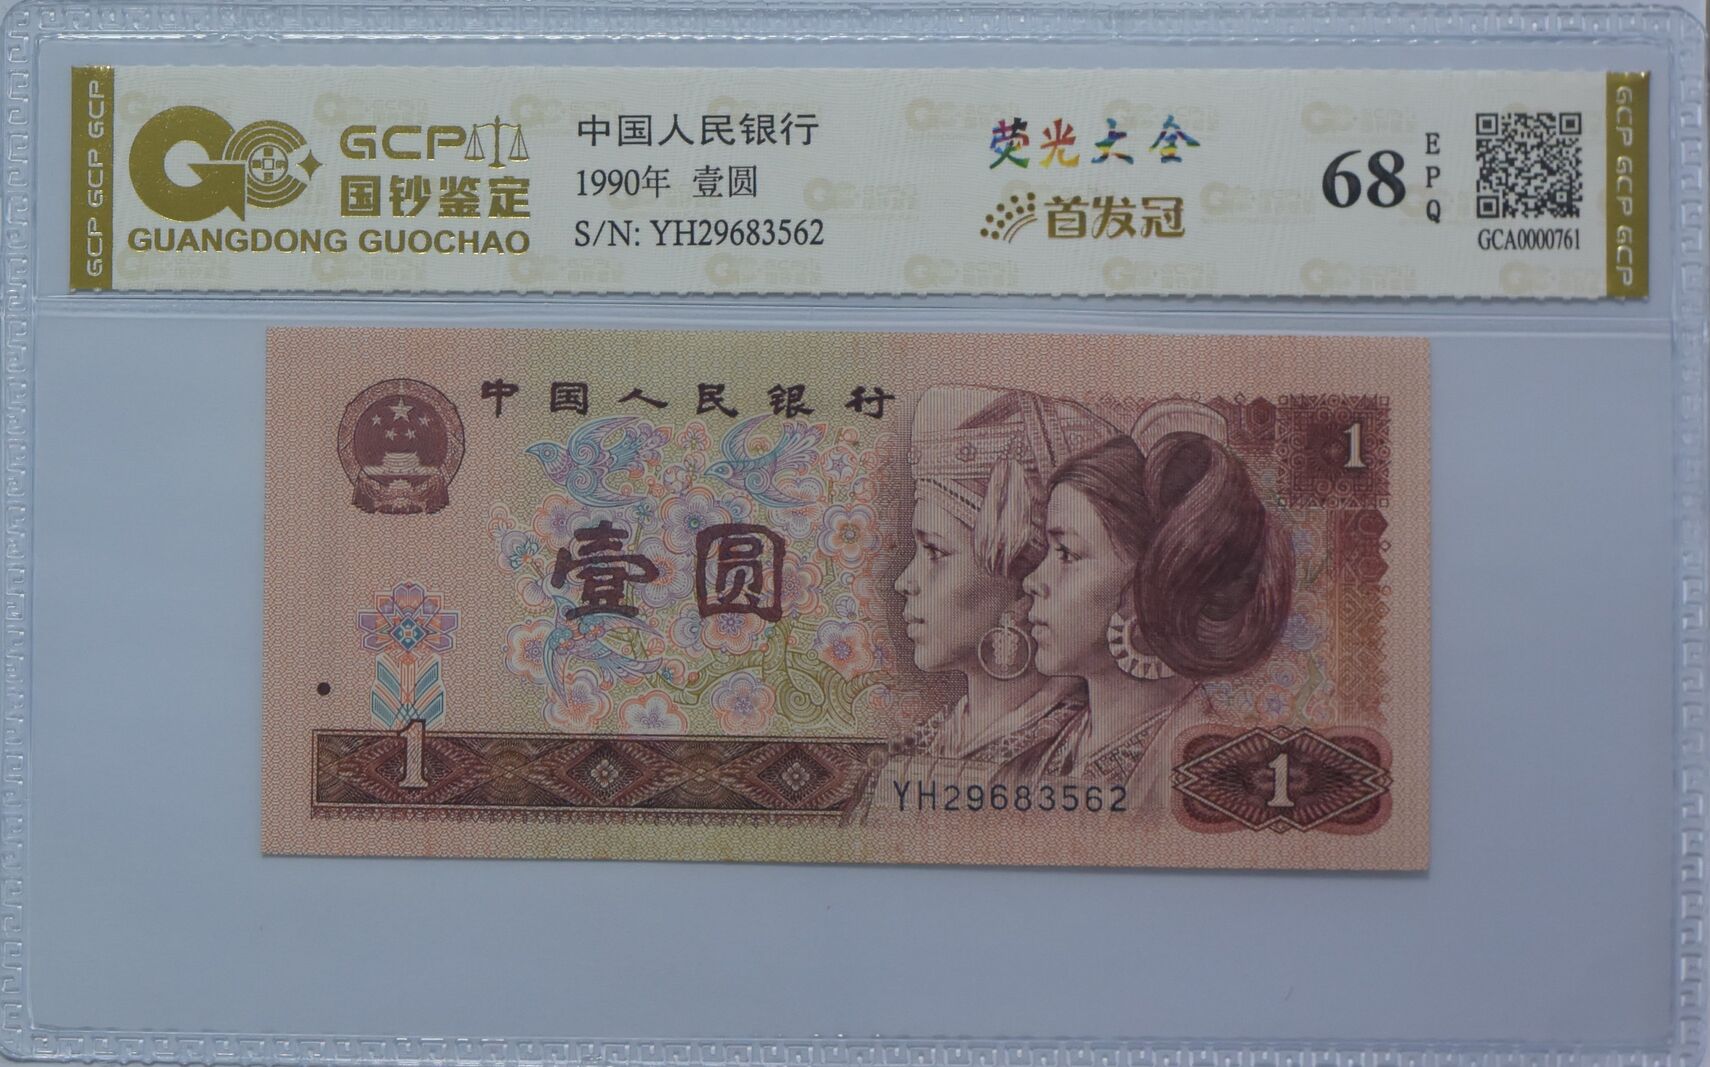 GCP GCP GCP
GCP
国钞鉴定
GUANGDONG GUOCHAO
中国人民银行
1990年 壹圆
S/N: YH29683562
荧光大全
首发冠
68
EPQ
GCA0000761
GCP GCP GCP
中国人民银行
1
壹圆
1
YH29683562
1